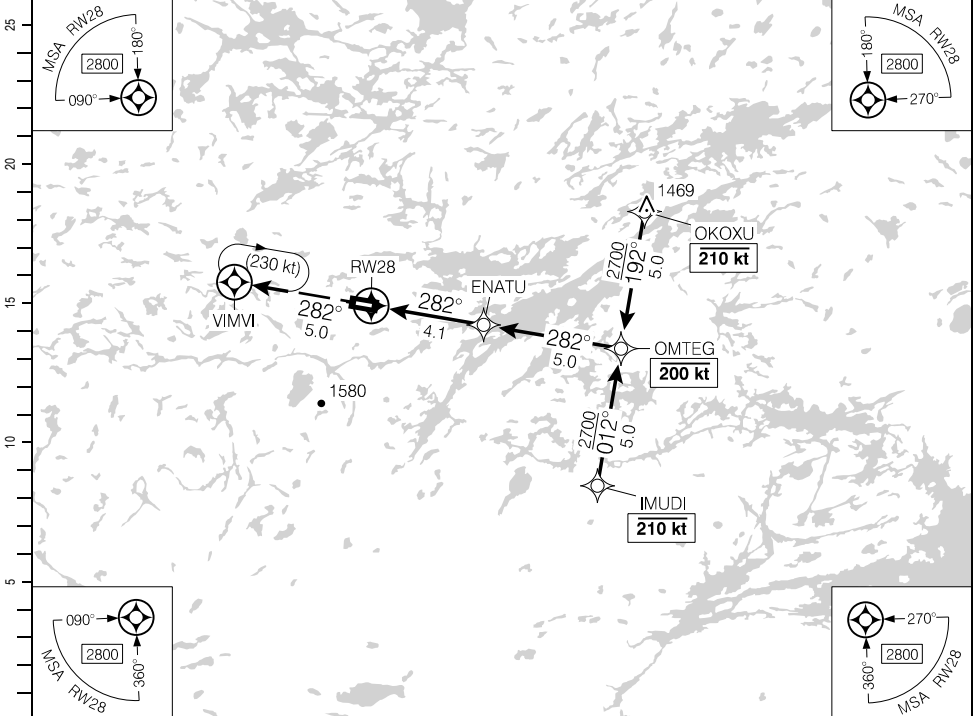 25
20
15
10
5
MSA RW28
180°
2800
090°
MSA RW28
180°
2800
270°
1469
OKOXU
210 kt
2700
192°
5.0
(230 kt)
VIMVI
RW28
282°
5.0
ENATU
282°
4.1
282°
5.0
OMTEG
200 kt
1580
2700
012°
5.0
IMUDI
210 kt
090°
2800
360°
MSA RW28
270°
2800
360°
MSA RW28